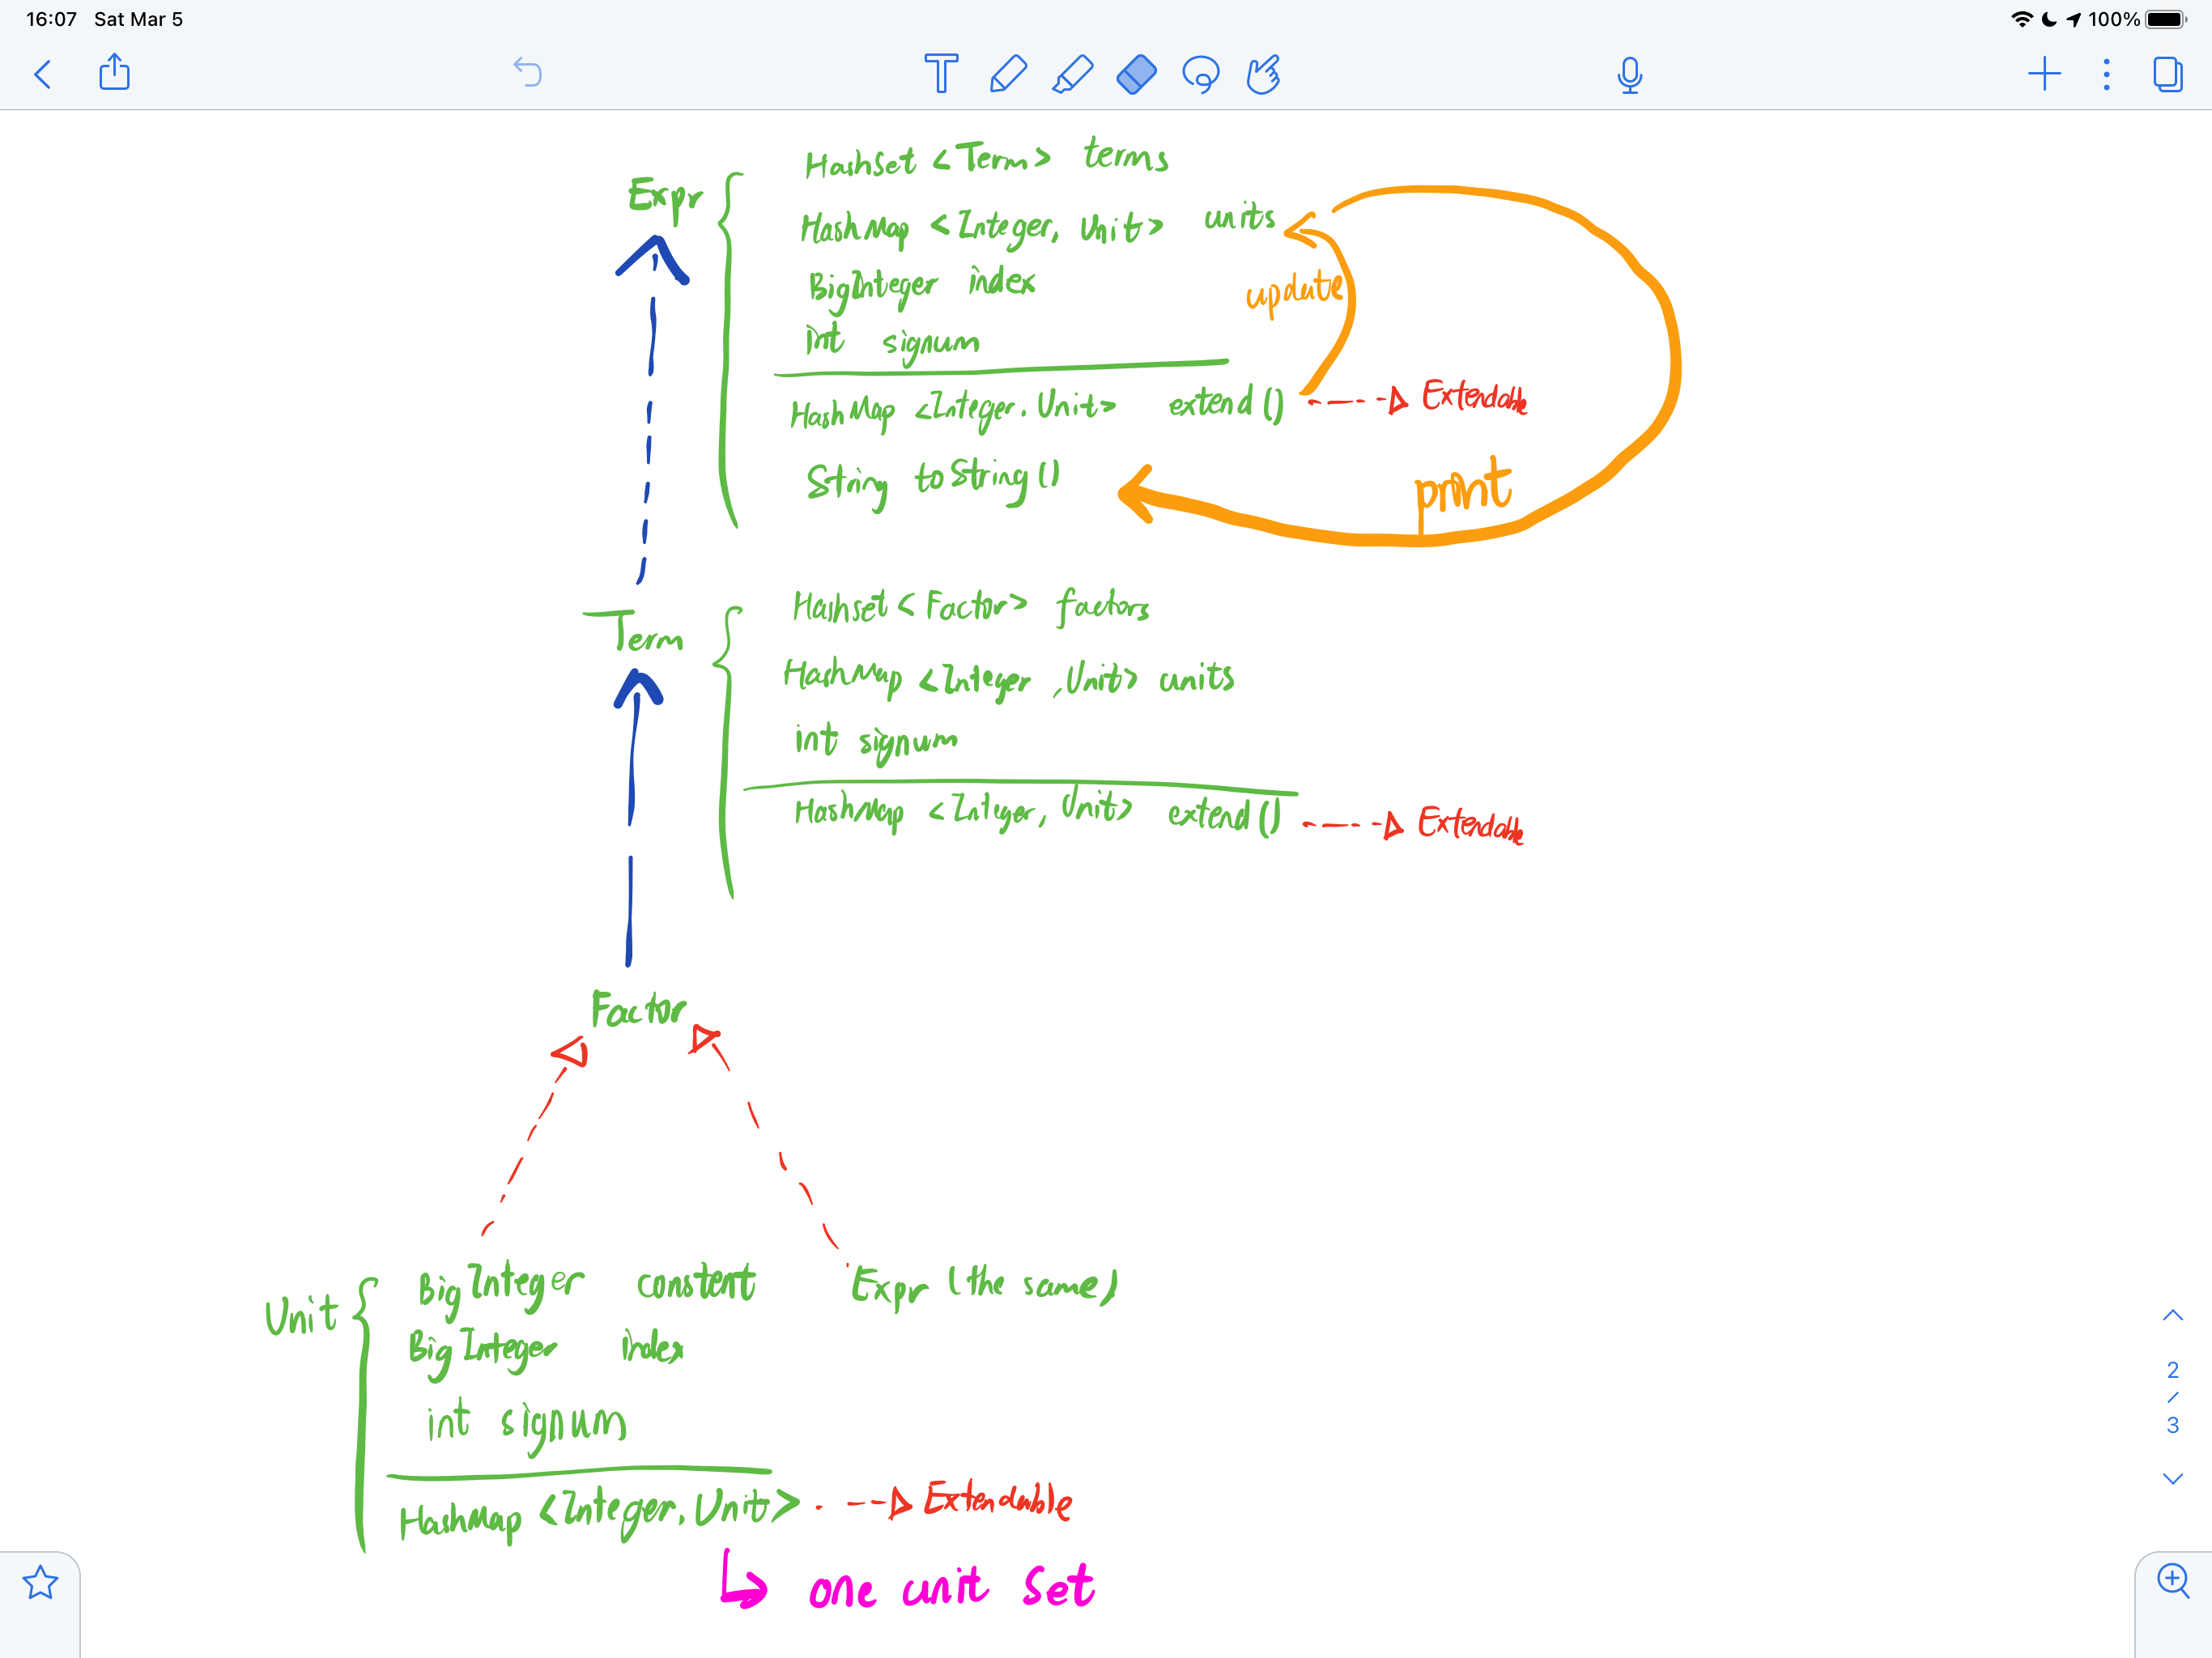 16:07 Sat Mar 5
100%
T
Expr
HashSet <Term> terms
HashMap <Integer, Unit> units
BigInteger index
int signum
update
HashMap <Integer, Unit> extend()
Extendable
String toString()
print
Term
Hashset <Factor> factors
HashMap <Integer, Unit> units
int signum
HashMap <Integer, Unit> extend()
Extendable
Factor
Unit
BigInteger constant
BigInteger index
int signum
HashMap <Integer, Unit>
Extendable
one unit set
Expr (the same)
2
/
3